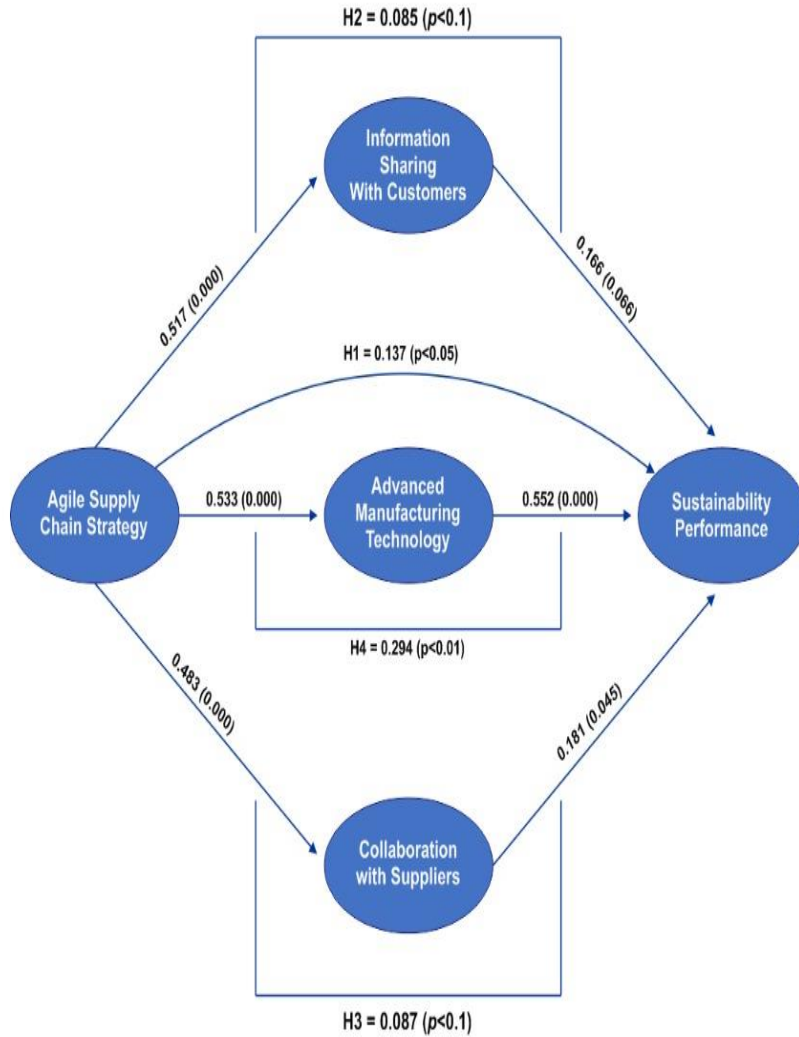 H2 = 0.085 (p<0.1)
Information
Sharing
With Customers
0.517 (0.000)
0.166 (0.066)
H1 = 0.137 (p<0.05)
Agile Supply
Chain Strategy
0.533 (0.000)
Advanced
Manufacturing
Technology
0.552 (0.000)
Sustainability
Performance
H4 = 0.294 (p<0.01)
0.483 (0.000)
0.181 (0.045)
Collaboration
with Suppliers
H3 = 0.087 (p<0.1)